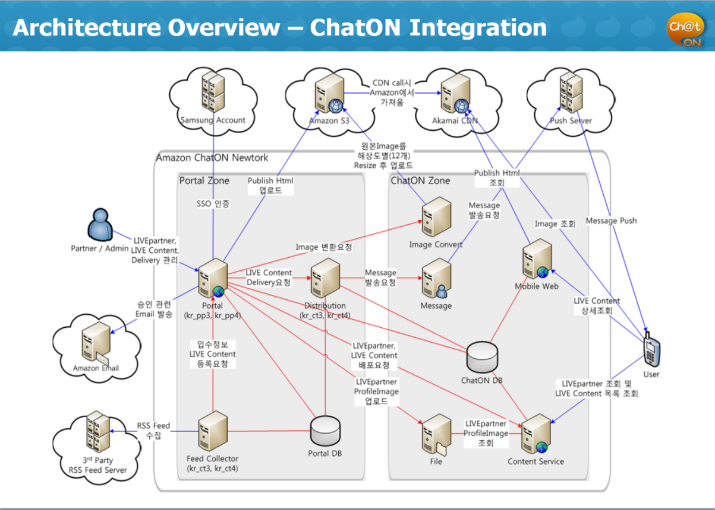 Architecture Overview – ChatON Integration
Ch@t
ON
Samsung Account
Amazon S3
CDN call시
Amazon에서
가져옴
Akamai CDN
Push Server
원본Image를
해상도별(12개)
Resize 후 업로드
Amazon ChatON Newtork
Portal Zone
Publish Html
업로드
ChatON Zone
Publish Html
조회
SSO 인증
Message
발송요청
Image 조회
Message Push
Partner / Admin
LIVEpartner,
LIVE Content,
Delivery 관리
Image 변환요청
Image Convert
LIVE Content
Delivery요청
Message
발송요청
Mobile Web
승인 관련
Email 발송
Portal
(kr_pp3, kr_pp4)
Distribution
(kr_ct3, kr_ct4)
Message
LIVE Content
상세조회
Amazon Email
입수정보
LIVE Content
등록요청
LIVEpartner,
LIVE Content
배포요청
ChatON DB
User
LIVEpartner
ProfileImage
업로드
LIVEpartner 조회 및
LIVE Content 목록 조회
RSS Feed
수집
LIVEpartner
ProfileImage
조회
3rd Party
RSS Feed Server
Feed Collector
(kr_ct3, kr_ct4)
Portal DB
File
Content Service